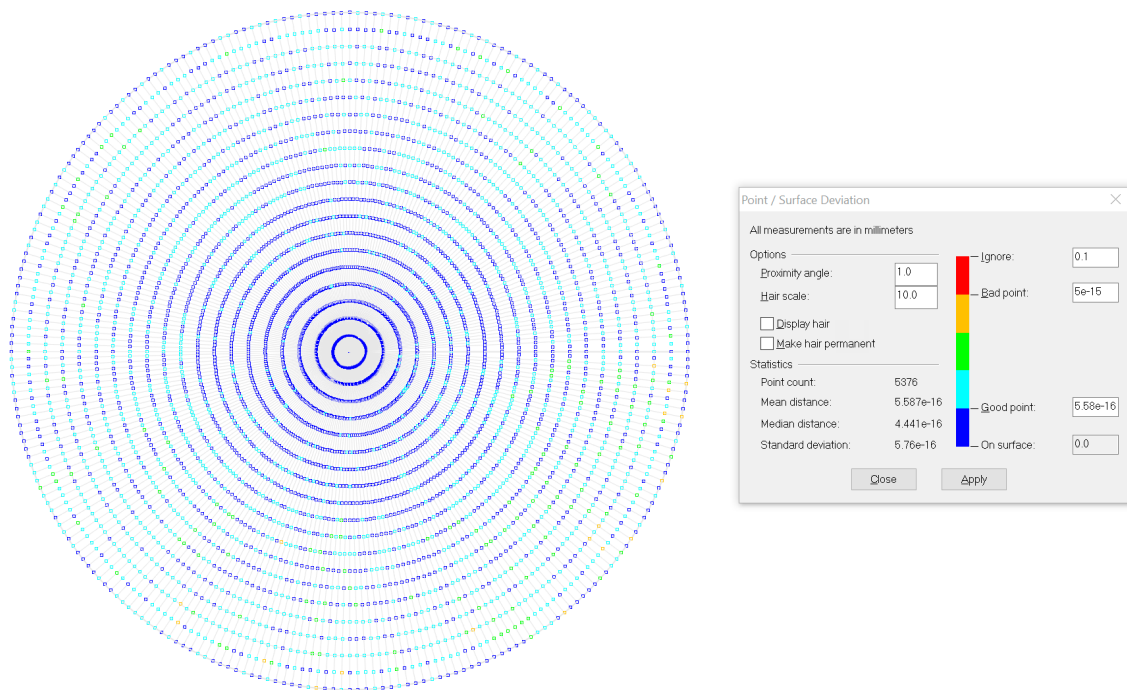 Point / Surface Deviation
All measurements are in millimeters
Options
Proximity angle: 1.0
Hair scale: 10.0
Display hair
Make hair permanent
Statistics
Point count: 5376
Mean distance: 5.587e-16
Median distance: 4.441e-16
Standard deviation: 5.76e-16
Ignore: 0.1
Bad point: 5e-15
Good point: 5.58e-16
On surface: 0.0
Close Apply